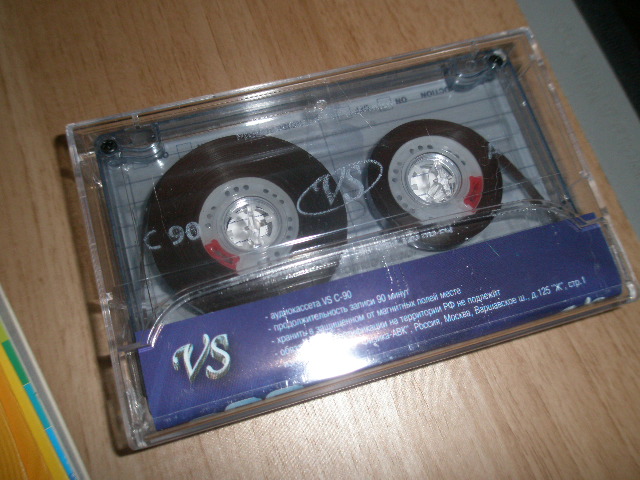 VS
C 90
- аудиокассета VS C-90
- продолжительность записи 90 минут
- хранить в защищенном от магнитных полей месте
на территории РФ не подлежит
Россия, Москва, Варшавское ш., д.125 "Ж", стр.1
VS